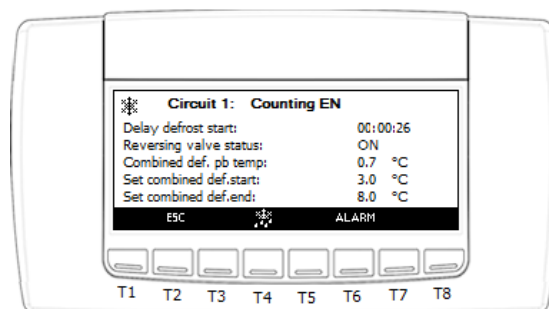 Circuit 1: Counting EN
Delay defrost start: 00:00:26
Reversing valve status: ON
Combined def. pb temp: 0.7 °C
Set combined def.start: 3.0 °C
Set combined def.end: 8.0 °C
ESC ALARM
T1 T2 T3 T4 T5 T6 T7 T8